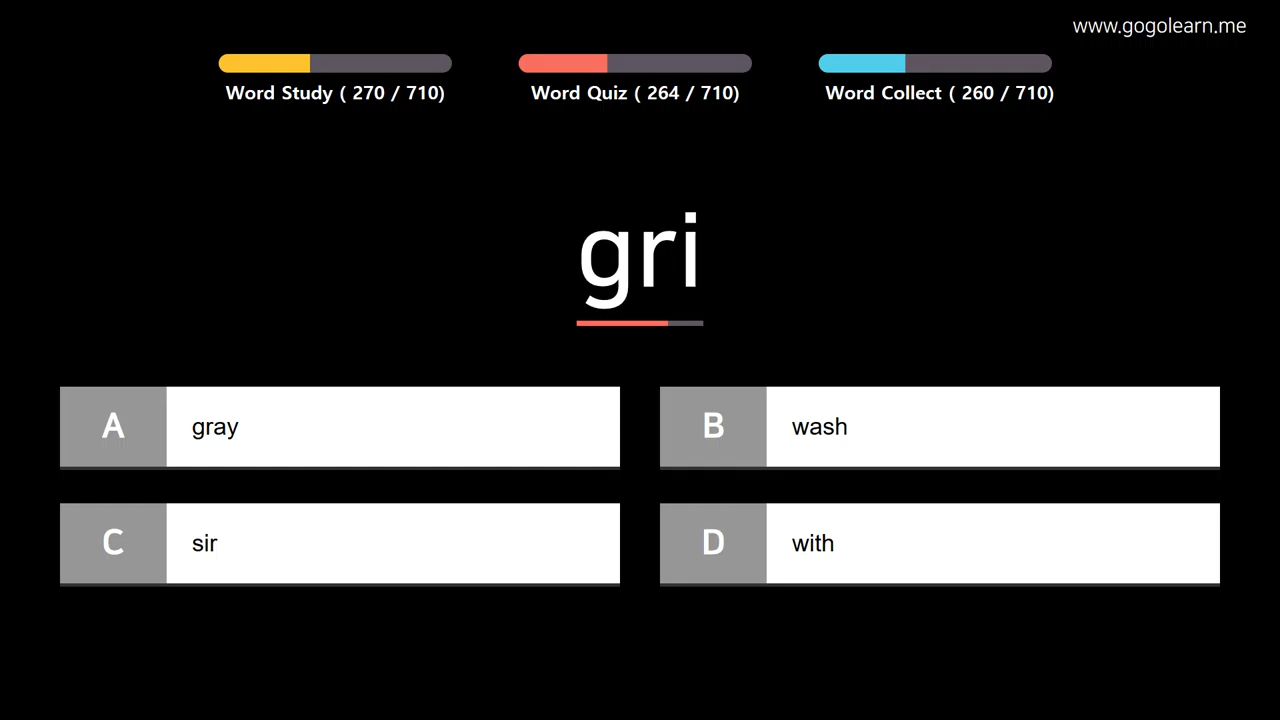 www.gogolearn.me
Word Study ( 270 / 710)
Word Quiz ( 264 / 710)
Word Collect ( 260 / 710)
gri
A gray
B wash
C sir
D with